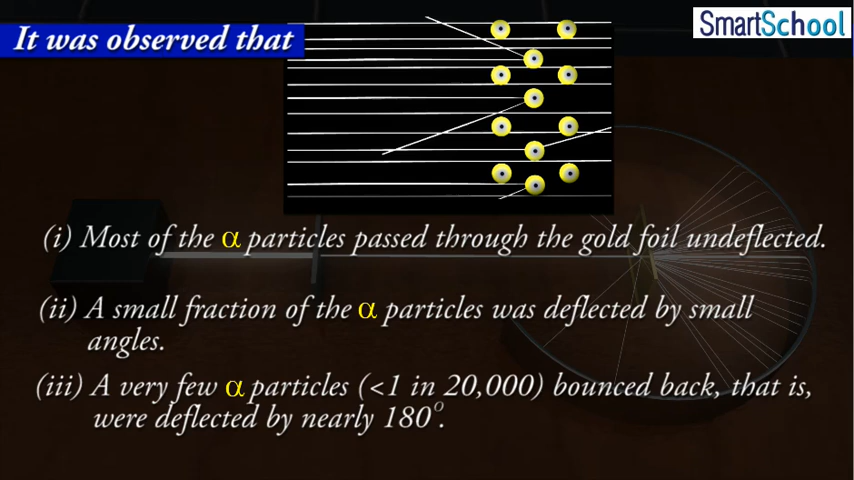 It was observed that
SmartSchool
(i) Most of the α particles passed through the gold foil undeflected.
(ii) A small fraction of the α particles was deflected by small
angles.
(iii) A very few α particles (<1 in 20,000) bounced back, that is,
were deflected by nearly 180°.